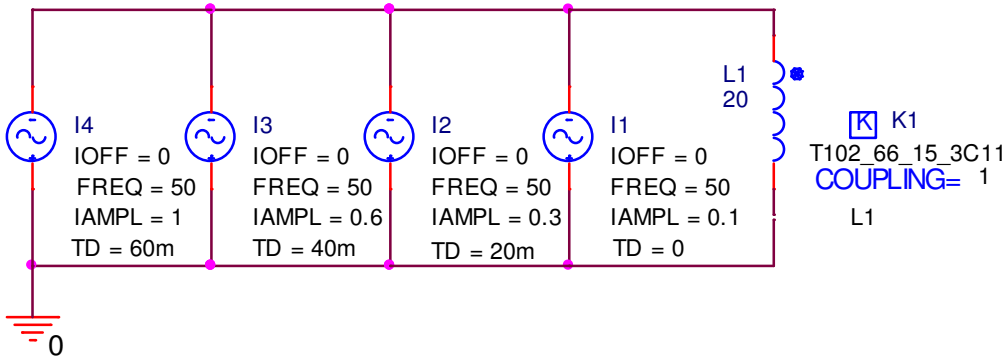 I4
IOFF = 0
FREQ = 50
IAMPL = 1
TD = 60m
I3
IOFF = 0
FREQ = 50
IAMPL = 0.6
TD = 40m
I2
IOFF = 0
FREQ = 50
IAMPL = 0.3
TD = 20m
I1
IOFF = 0
FREQ = 50
IAMPL = 0.1
TD = 0
L1
20
K K1
T102_66_15_3C11
COUPLING= 1
L1
0